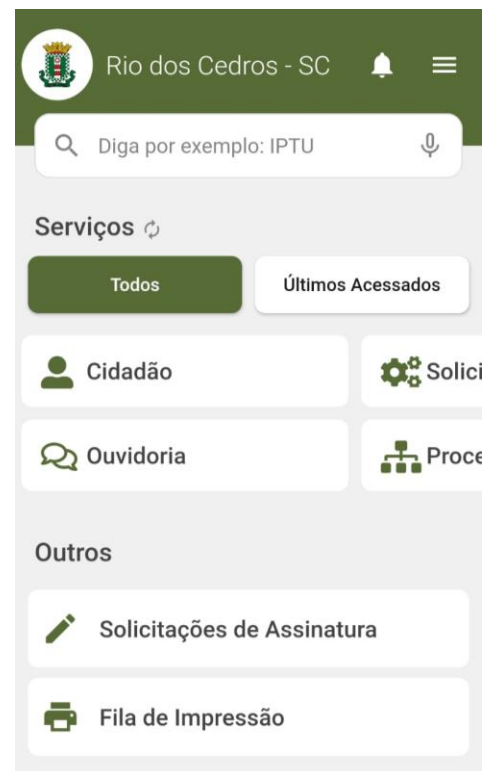 Rio dos Cedros - SC
Diga por exemplo: IPTU
Serviços
Todos
Últimos Acessados
Cidadão
Solici
Ouvidoria
Proce
Outros
Solicitações de Assinatura
Fila de Impressão